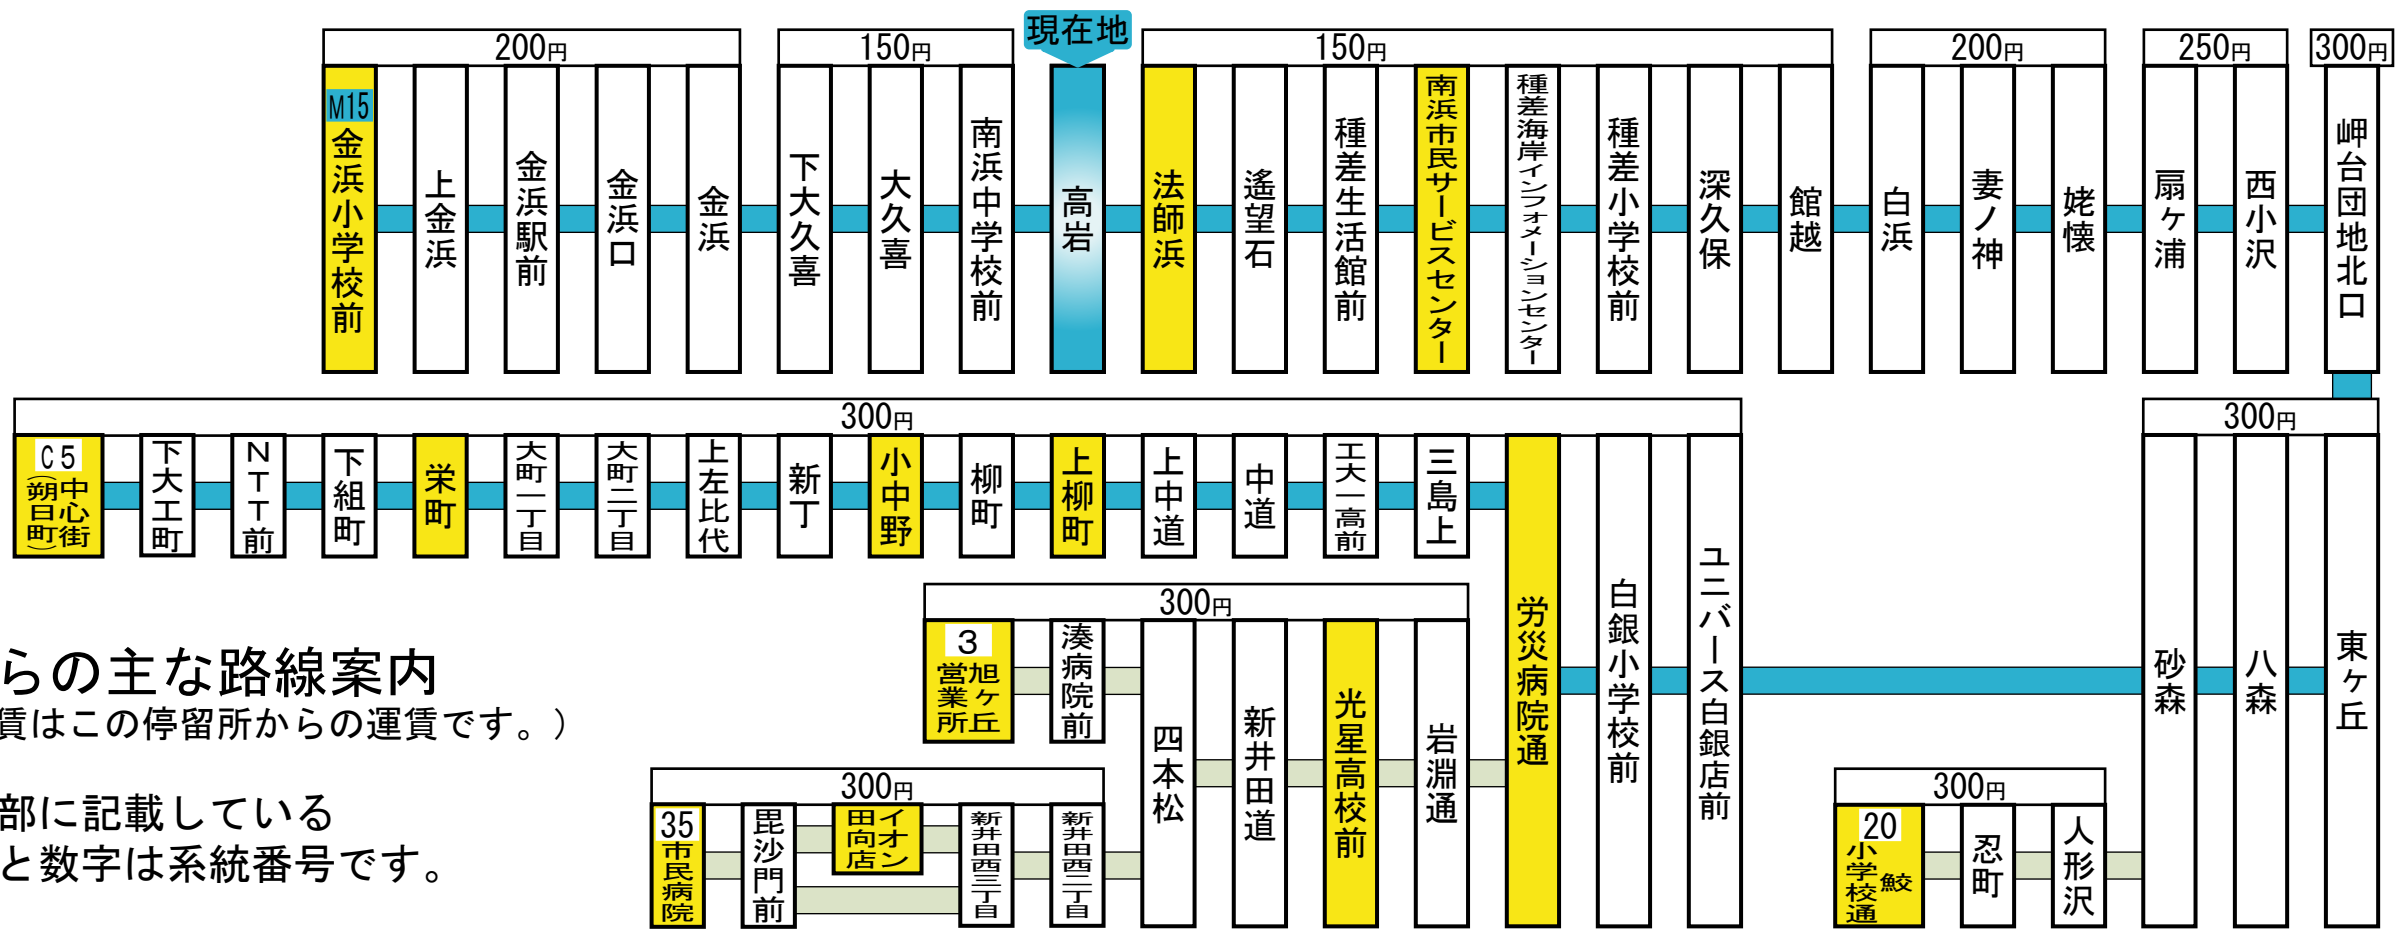 現在地
200円
150円
150円
200円
250円
300円
M15
金浜小学校前
上金浜
金浜駅前
金浜口
金浜
下大久喜
大久喜
南浜中学校前
高岩
法師浜
遙望石
種差生活館前
南浜市民サービスセンター
種差海岸インフォメーションセンター
種差小学校前
深久保
館越
白浜
妻ノ神
姥懐
扇ヶ浦
西小沢
岬台団地北口
300円
300円
C5
中心街
(朔日町)
下大工町
NTT前
下組町
栄町
大町一丁目
大町二丁目
上左比代
新丁
小中野
柳町
上柳町
上中道
中道
工大一高前
三島上
労災病院通
白銀小学校前
ユニバース白銀店前
砂森
八森
東ヶ丘
300円
3
旭ヶ丘
営業所
湊病院前
四本松
新井田道
光星高校前
岩淵通
300円
35
市民病院
毘沙門前
イオン
田向店
新井田西三丁目
新井田西二丁目
300円
20
鮫
小学校通
忍町
人形沢
らの主な路線案内
賃はこの停留所からの運賃です。）
部に記載している
と数字は系統番号です。